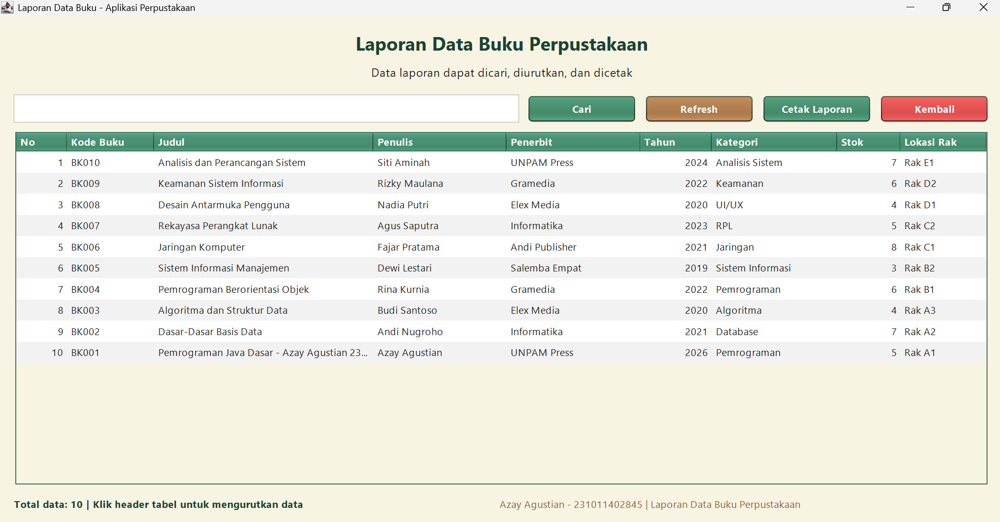 Laporan Data Buku - Aplikasi Perpustakaan
Laporan Data Buku Perpustakaan
Data laporan dapat dicari, diurutkan, dan dicetak
Cari Refresh Cetak Laporan Kembali
No Kode Buku Judul Penulis Penerbit Tahun Kategori Stok Lokasi Rak
1 BK010 Analisis dan Perancangan Sistem Siti Aminah UNPAM Press 2024 Analisis Sistem 7 Rak E1
2 BK009 Keamanan Sistem Informasi Rizky Maulana Gramedia 2022 Keamanan 6 Rak D2
3 BK008 Desain Antarmuka Pengguna Nadia Putri Elex Media 2020 UI/UX 4 Rak D1
4 BK007 Rekayasa Perangkat Lunak Agus Saputra Informatika 2023 RPL 5 Rak C2
5 BK006 Jaringan Komputer Fajar Pratama Andi Publisher 2021 Jaringan 8 Rak C1
6 BK005 Sistem Informasi Manajemen Dewi Lestari Salemba Empat 2019 Sistem Informasi 3 Rak B2
7 BK004 Pemrograman Berorientasi Objek Rina Kurnia Gramedia 2022 Pemrograman 6 Rak B1
8 BK003 Algoritma dan Struktur Data Budi Santoso Elex Media 2020 Algoritma 4 Rak A3
9 BK002 Dasar-Dasar Basis Data Andi Nugroho Informatika 2021 Database 7 Rak A2
10 BK001 Pemrograman Java Dasar - Azay Agustian 23... Azay Agustian UNPAM Press 2026 Pemrograman 5 Rak A1
Total data: 10 | Klik header tabel untuk mengurutkan data Azay Agustian - 231011402845 | Laporan Data Buku Perpustakaan